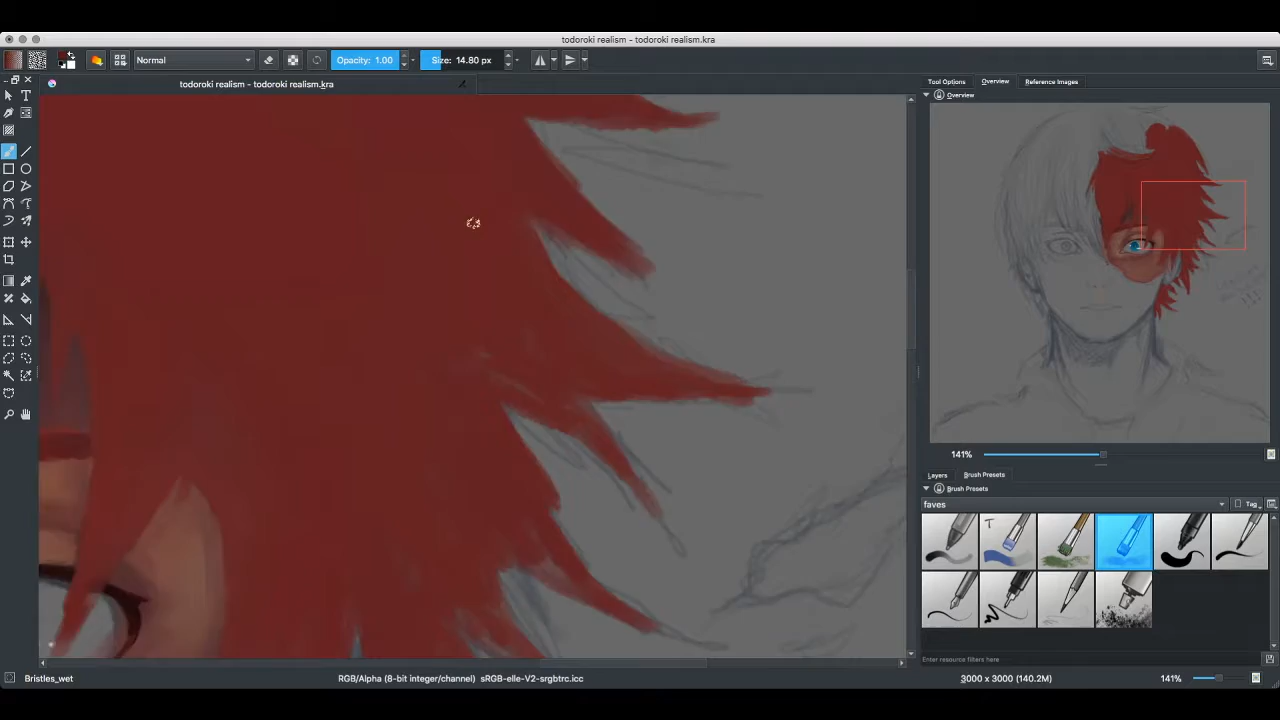 todoroki realism - todoroki realism.kra
Normal
Opacity: 1.00
Size: 14.80 px
todoroki realism - todoroki realism.kra
Tool Options
Overview
Reference Images
Overview
141%
Layers
Brush Presets
Brush Presets
faves
Tag
T
Enter resource filters here
Bristles_wet
RGB/Alpha (8-bit integer/channel) sRGB-elle-V2-srgbtrc.icc
3000 x 3000 (140.2M)
141%